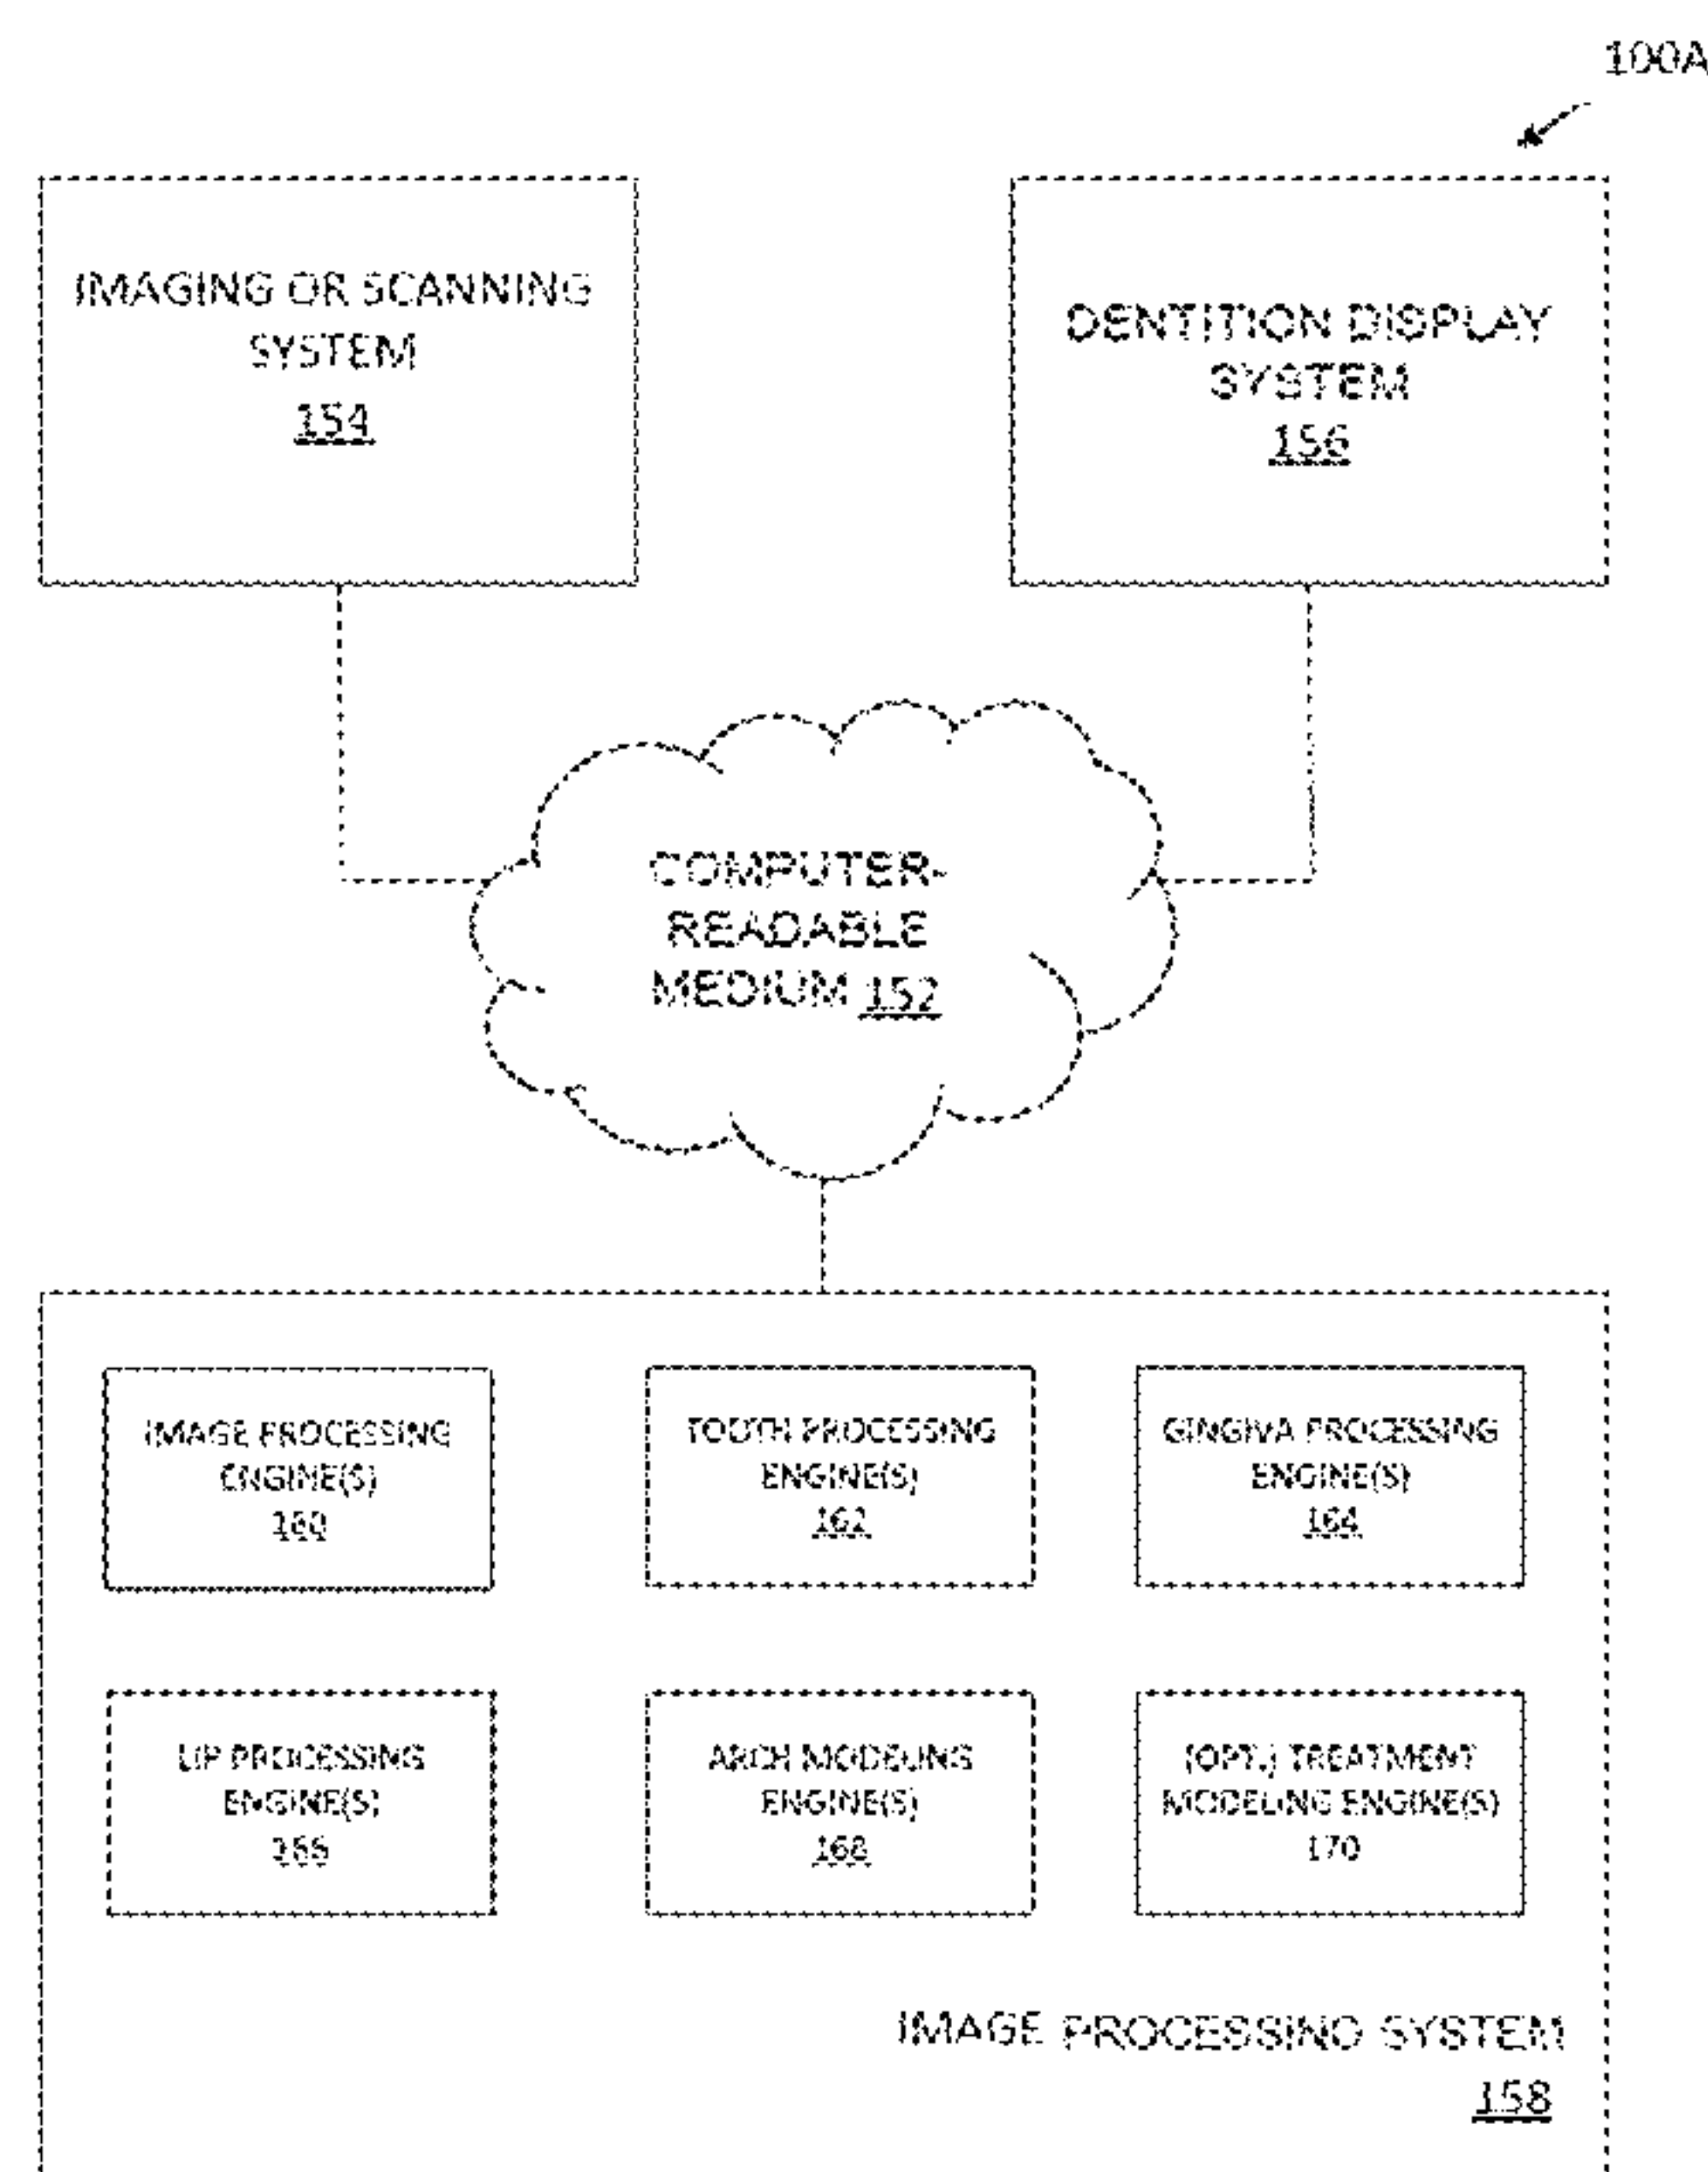 100A
IMAGING OR SCANNING
SYSTEM
154
DENTITION DISPLAY
SYSTEM
156
COMPUTER-
READABLE
MEDIUM 152
IMAGE PROCESSING
ENGINE(S)
160
TOOTH PROCESSING
ENGINE(S)
162
GINGIVA PROCESSING
ENGINE(S)
164
LIP PROCESSING
ENGINE(S)
166
ARCH MODELING
ENGINE(S)
168
(OPT.) TREATMENT
MODELING ENGINE(S)
170
IMAGE PROCESSING SYSTEM
158